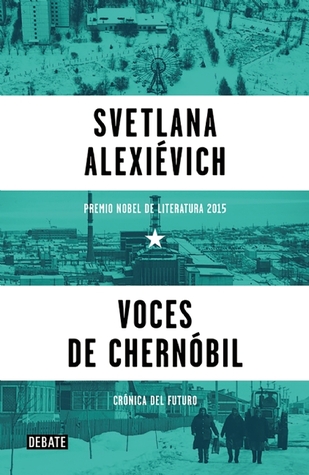 SVETLANA
ALEXIÉVICH
PREMIO NOBEL DE LITERATURA 2015
VOCES
DE CHERNÓBIL
CRÓNICA DEL FUTURO
DEBATE